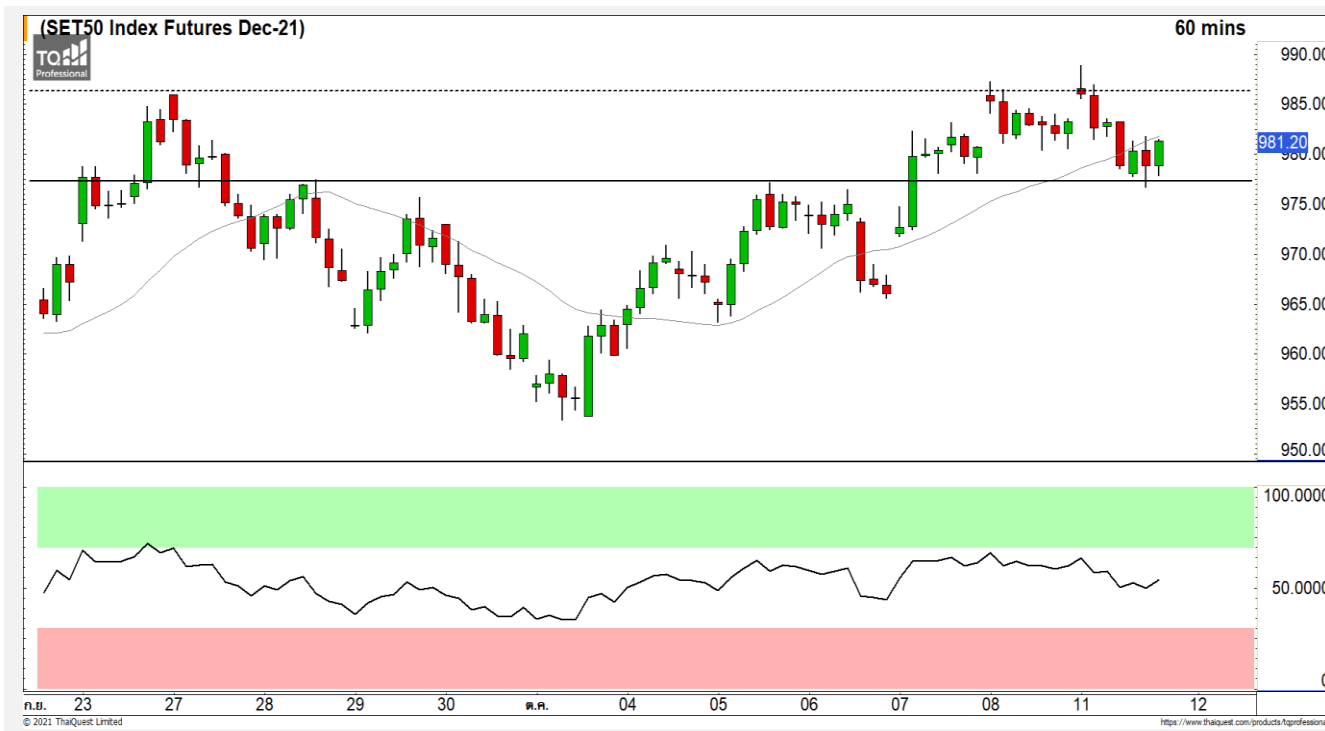 (SET50 Index Futures Dec-21)
60 mins
TQ
Professional
990.00
985.00
981.20
980.00
975.00
970.00
965.00
960.00
955.00
950.00
100.0000
50.0000
0
ก.ย. 23 27 28 29 30 ต.ค. 04 05 07 08 11 12
© 2021 ThaiQuest Limited
https://www.thaiquest.com/products/tqprofessional